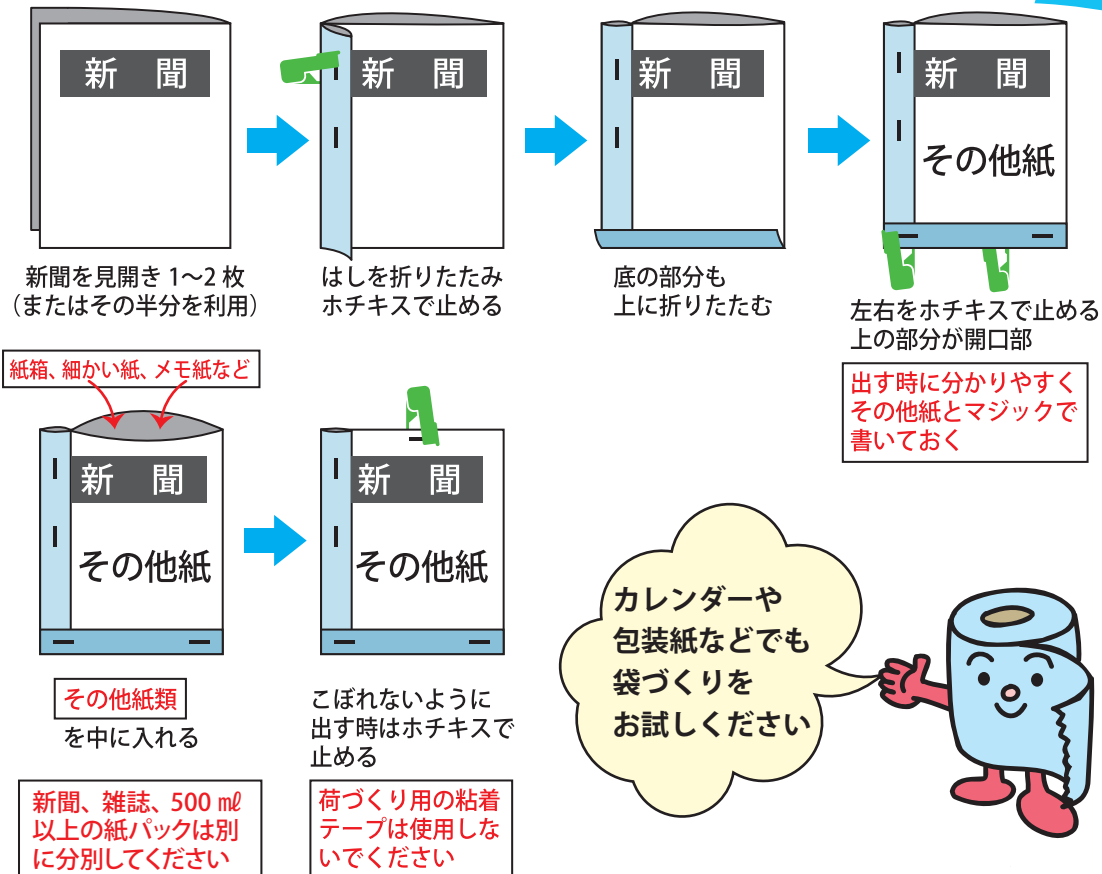 新 聞
新聞を見開き 1〜2 枚
（またはその半分を利用）
新 聞
はしを折りたたみ
ホチキスで止める
新 聞
底の部分も
上に折りたたむ
新 聞
その他紙
左右をホチキスで止める
上の部分が開口部
出す時に分かりやすく
その他紙とマジックで
書いておく
紙箱、細かい紙、メモ紙など
新 聞
その他紙
その他紙類
を中に入れる
新聞、雑誌、500 ㎖
以上の紙パックは別
に分別してください
新 聞
その他紙
こぼれないように
出す時はホチキスで
止める
荷づくり用の粘着
テープは使用しな
いでください
カレンダーや
包装紙などでも
袋づくりを
お試しください